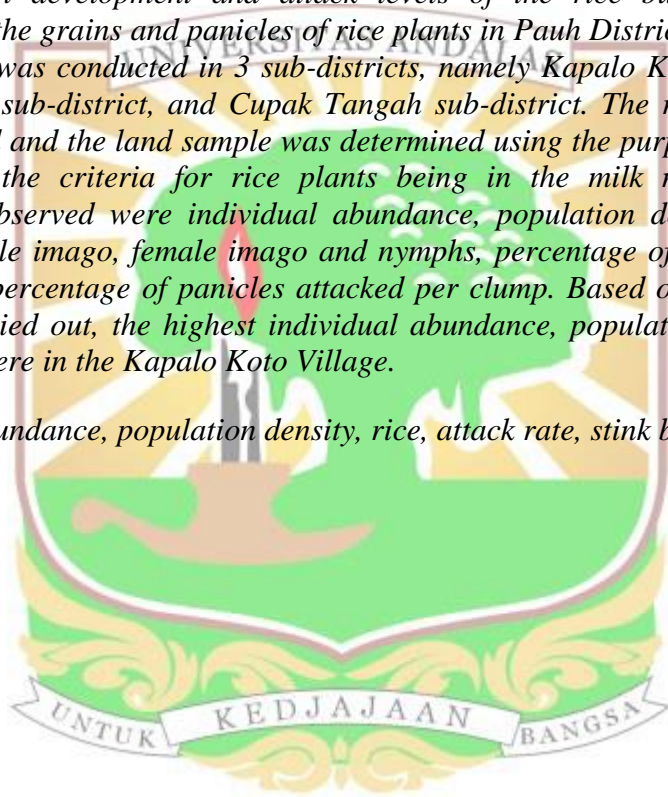 development and attack levels of the rice bu
the grains and panicles of rice plants in Pauh Distric
UNIVERSITAS ANDALAS
was conducted in 3 sub-districts, namely Kapalo K
sub-district, and Cupak Tangah sub-district. The
and the land sample was determined using the purp
the criteria for rice plants being in the milk
bserved were individual abundance, population d
le imago, female imago and nymphs, percentage of
percentage of panicles attacked per clump. Based o
ied out, the highest individual abundance, populat
ere in the Kapalo Koto Village.
undance, population density, rice, attack rate, stink b
UNTUK KEDJAJAAN BANGSA